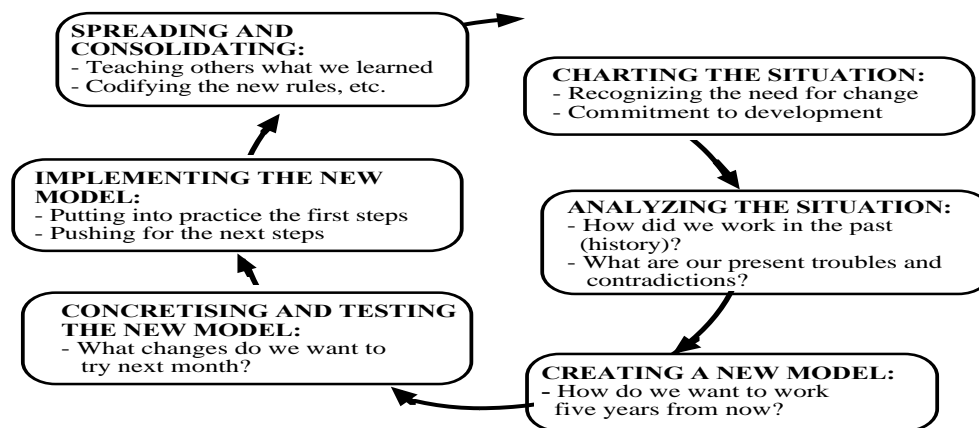 SPREADING AND
CONSOLIDATING:
- Teaching others what we learned
- Codifying the new rules, etc.
CHARTING THE SITUATION:
- Recognizing the need for change
- Commitment to development
ANALYZING THE SITUATION:
- How did we work in the past
(history)?
- What are our present troubles and
contradictions?
CREATING A NEW MODEL:
- How do we want to work
five years from now?
CONCRETISING AND TESTING
THE NEW MODEL:
- What changes do we want to
try next month?
IMPLEMENTING THE NEW
MODEL:
- Putting into practice the first steps
- Pushing for the next steps